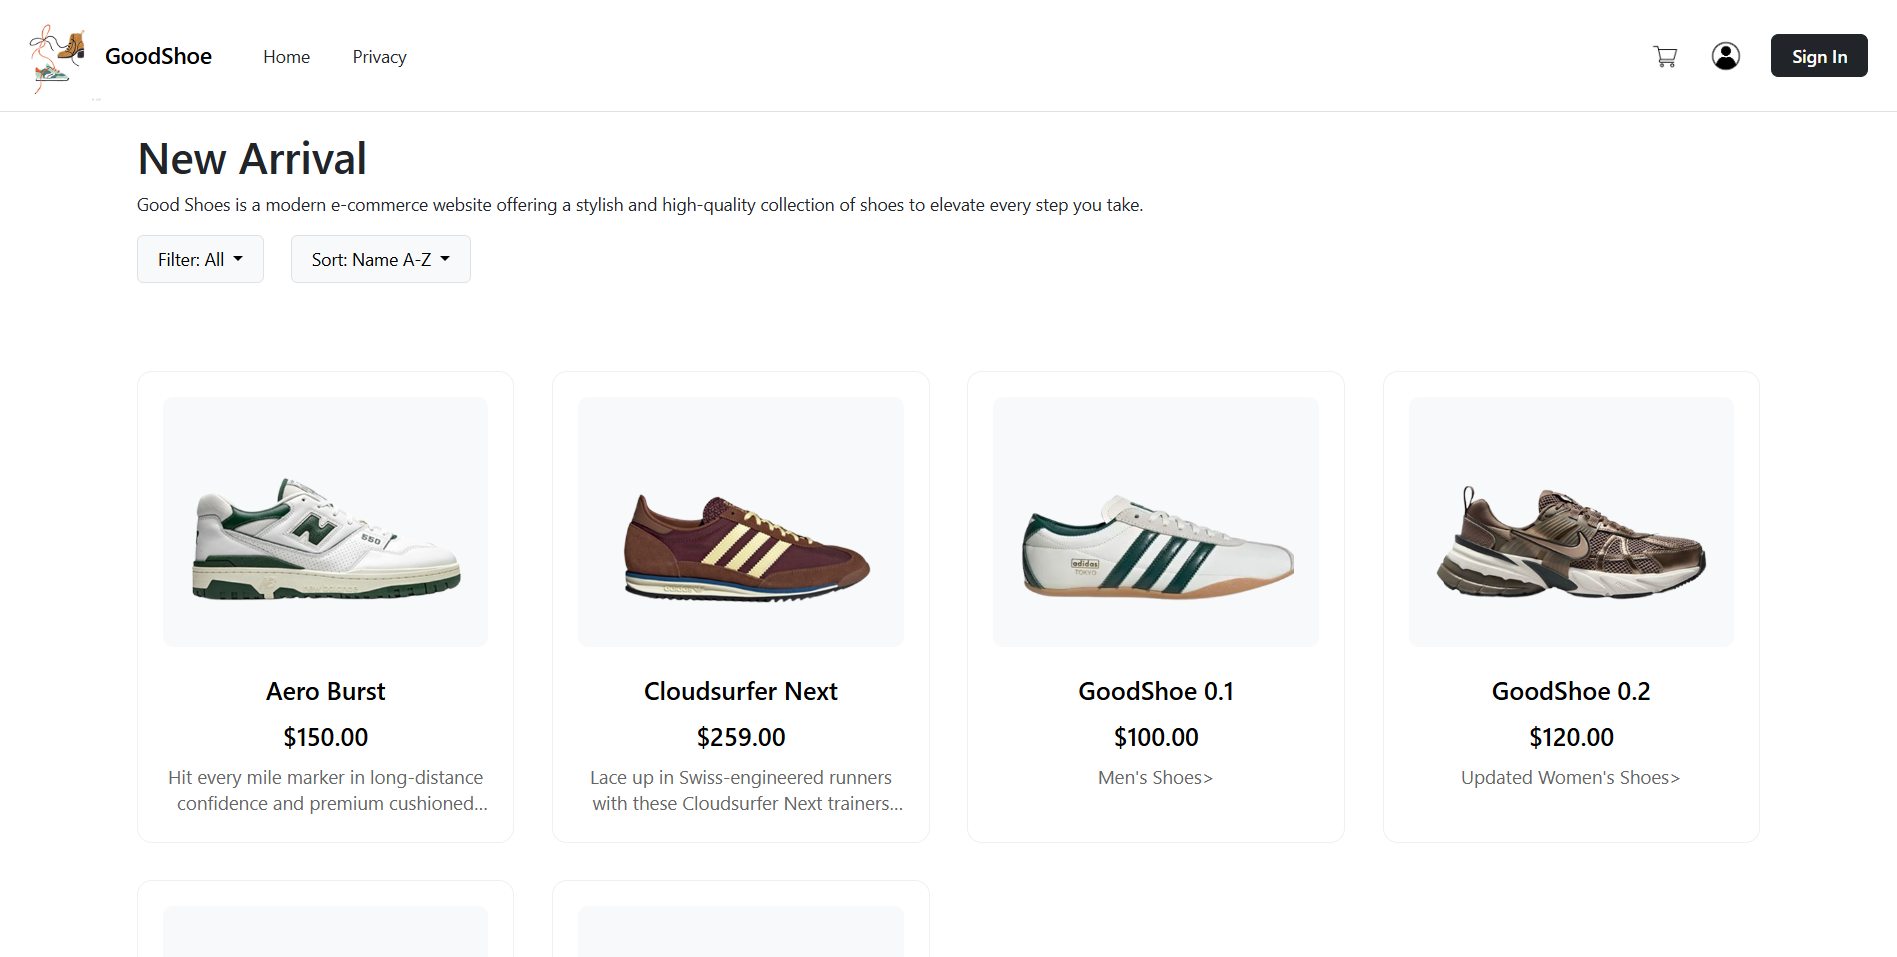 GoodShoe
Home
Privacy
Sign In
New Arrival
Good Shoes is a modern e-commerce website offering a stylish and high-quality collection of shoes to elevate every step you take.
Filter: All
Sort: Name A-Z
N
550
adidas
adidas
TOKYO
Aero Burst
Cloudsurfer Next
GoodShoe 0.1
GoodShoe 0.2
$150.00
$259.00
$100.00
$120.00
Hit every mile marker in long-distance
confidence and premium cushioned...
Lace up in Swiss-engineered runners
with these Cloudsurfer Next trainers...
Men's Shoes>
Updated Women's Shoes>